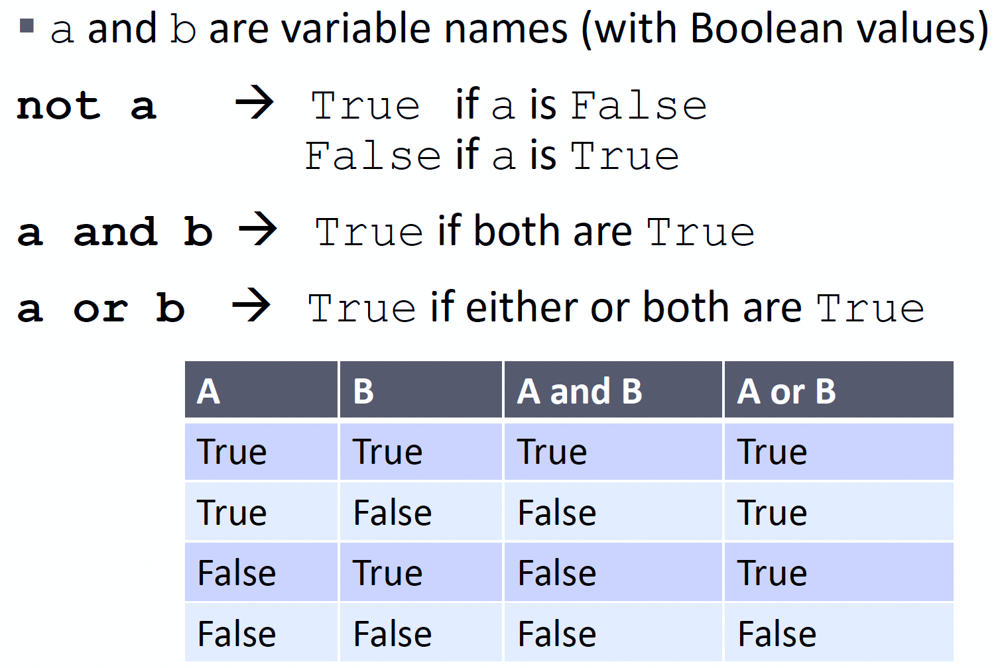 ▪ a and b are variable names (with Boolean values)
not a → True if a is False
False if a is True
a and b → True if both are True
a or b → True if either or both are True
A B A and B A or B
True True True True
True False False True
False True False True
False False False False